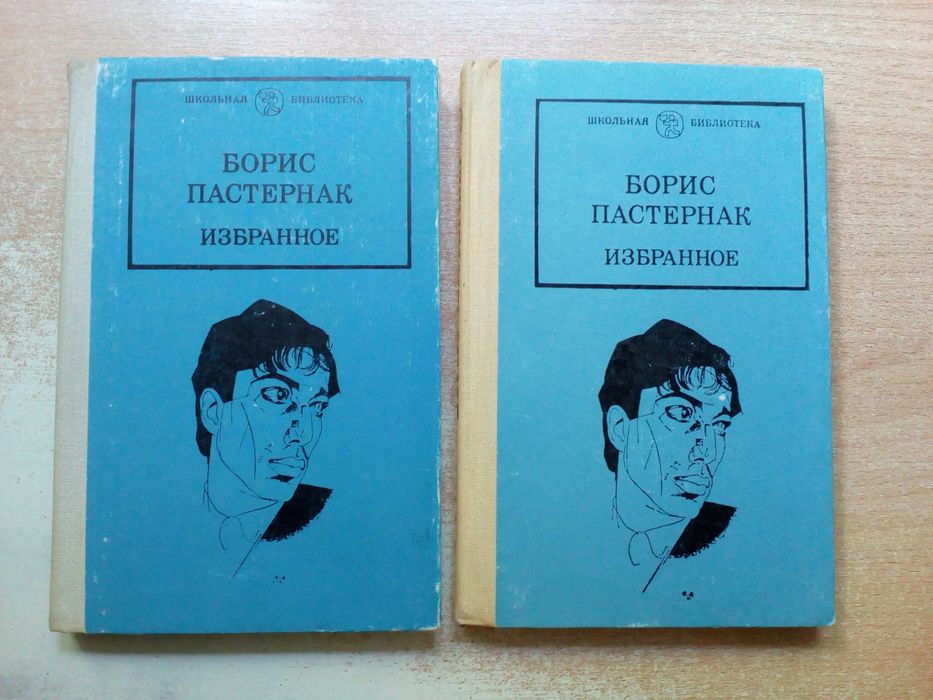 ШКОЛЬНАЯ БИБЛИОТЕКА
БОРИС
ПАСТЕРНАК
ИЗБРАННОЕ
ШКОЛЬНАЯ БИБЛИОТЕКА
БОРИС
ПАСТЕРНАК
ИЗБРАННОЕ